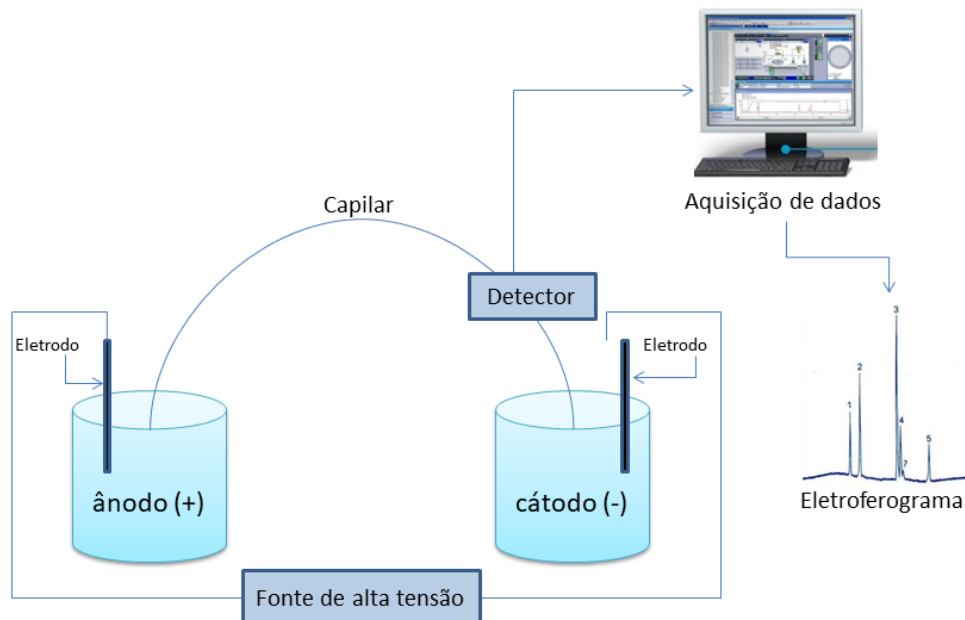 Capilar
Detector
Aquisição de dados
Eletrodo
Eletrodo
ânodo (+)
cátodo (-)
Fonte de alta tensão
1
2
3
4
?
5
Eletroferograma